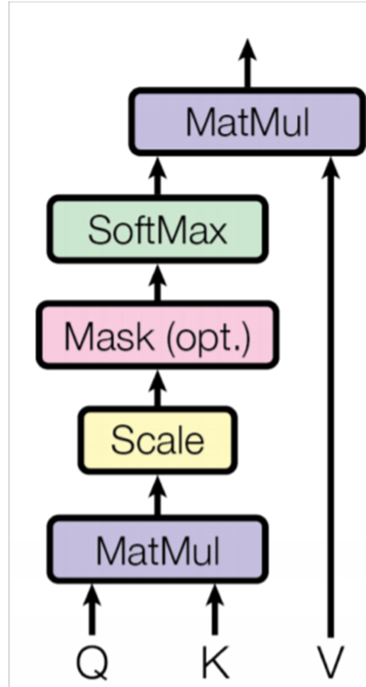 MatMul
SoftMax
Mask (opt.)
Scale
MatMul
Q K V